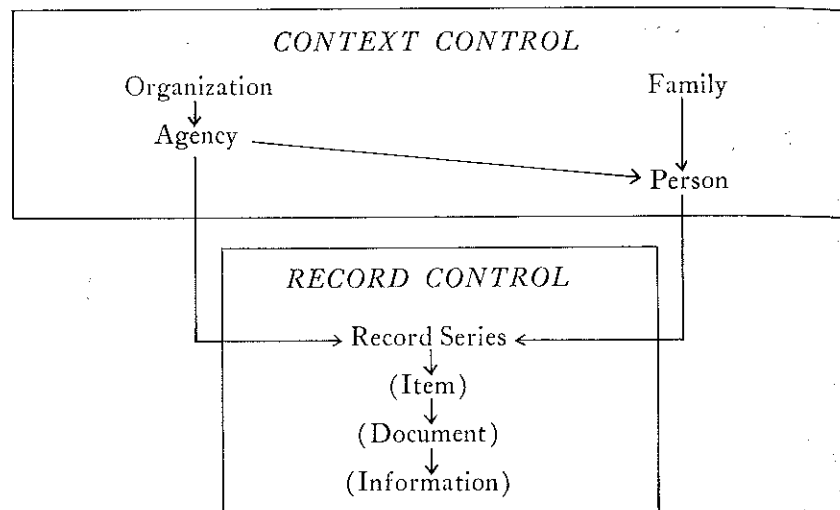 CONTEXT CONTROL
Organization Family
Agency
Person
RECORD CONTROL
Record Series
(Item)
(Document)
(Information)